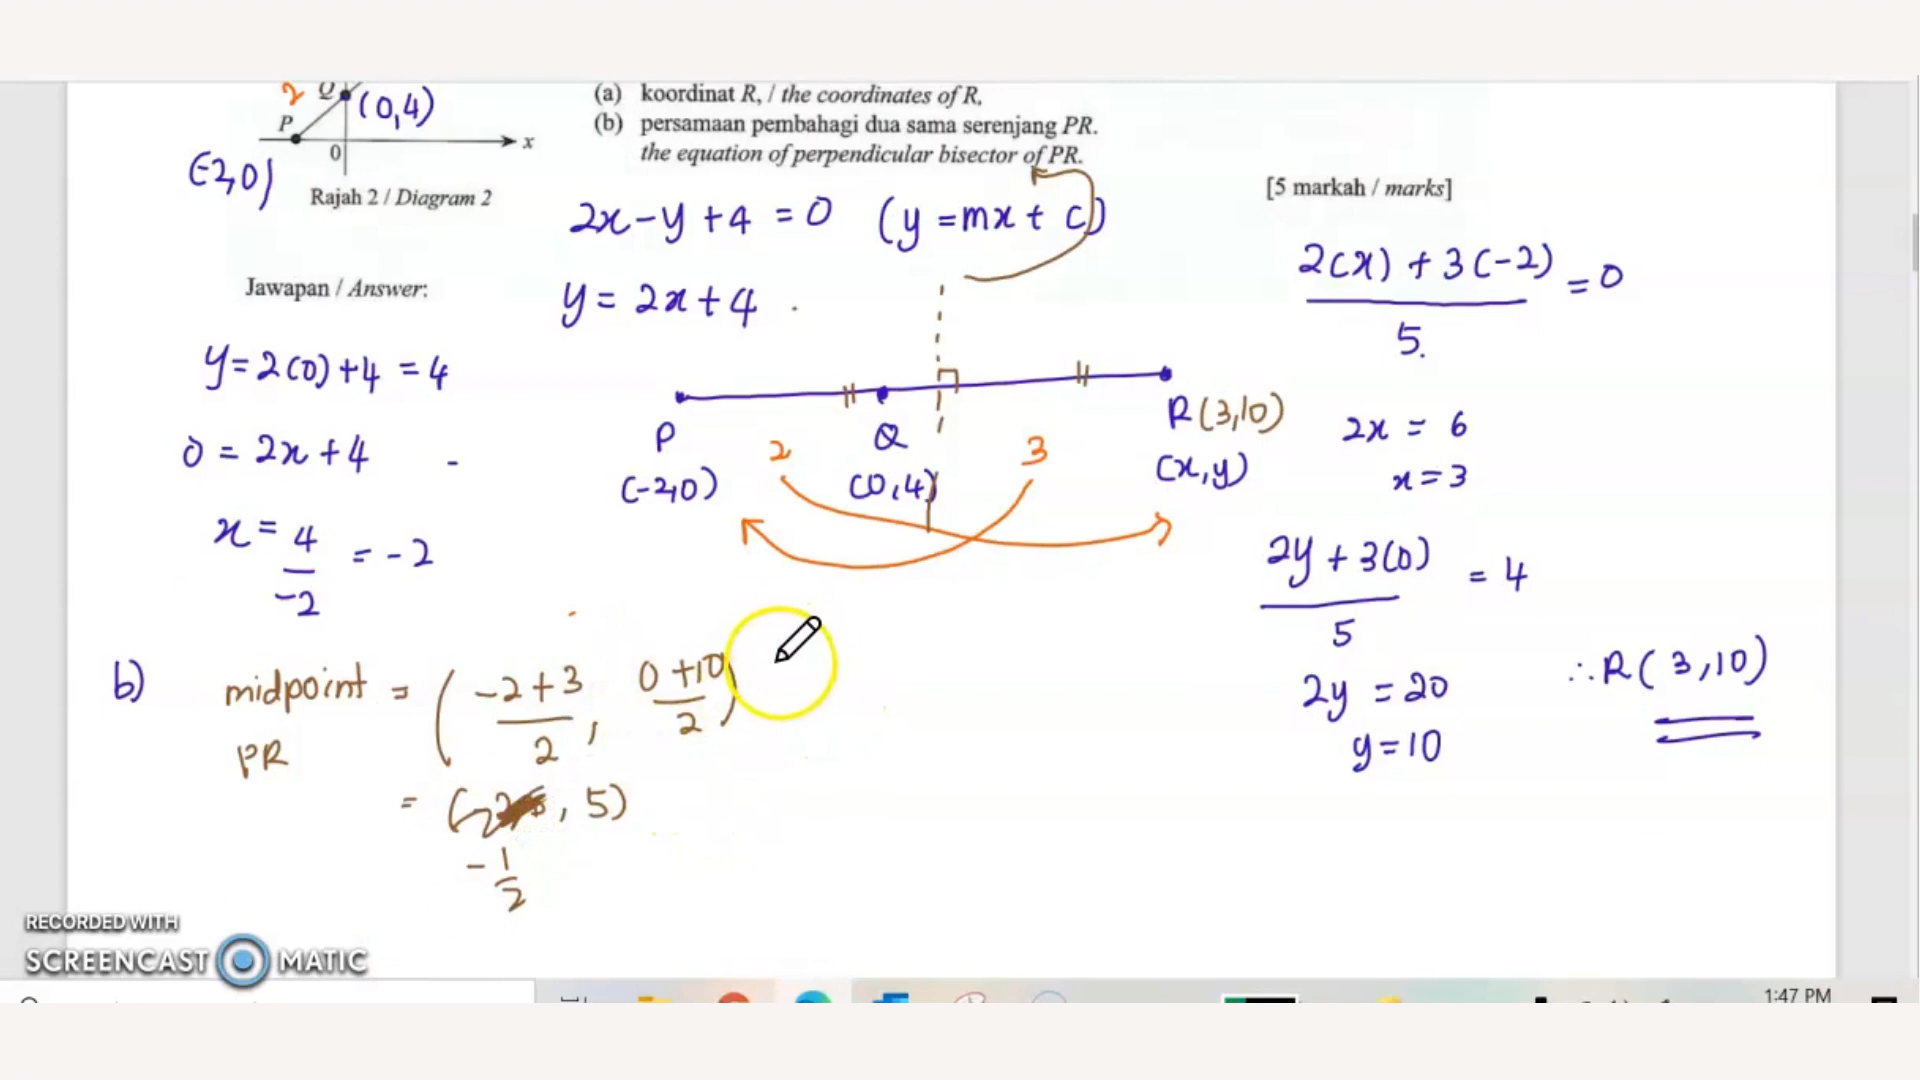 2 Q (0,4)
P
x
0
(-2,0)
Rajah 2 / Diagram 2
(a) koordinat R, / the coordinates of R,
(b) persamaan pembahagi dua sama serenjang PR.
the equation of perpendicular bisector of PR.
[5 markah / marks]
2x - y + 4 = 0 (y = mx + c)
y = 2x + 4
Jawapan / Answer:
y = 2(0) + 4 = 4
0 = 2x + 4
x = 4/-2 = -2
P
(-2,0)
2
Q
(0,4)
3
R (3,10)
(x,y)
2(x) + 3(-2) / 5 = 0
2x = 6
x = 3
2y + 3(0) / 5 = 4
2y = 20
y = 10
∴ R(3,10)
b) midpoint = (-2+3 / 2, 0+10 / 2)
PR
= ( , 5)
-1/2
RECORDED WITH
SCREENCAST MATIC
1:47 PM